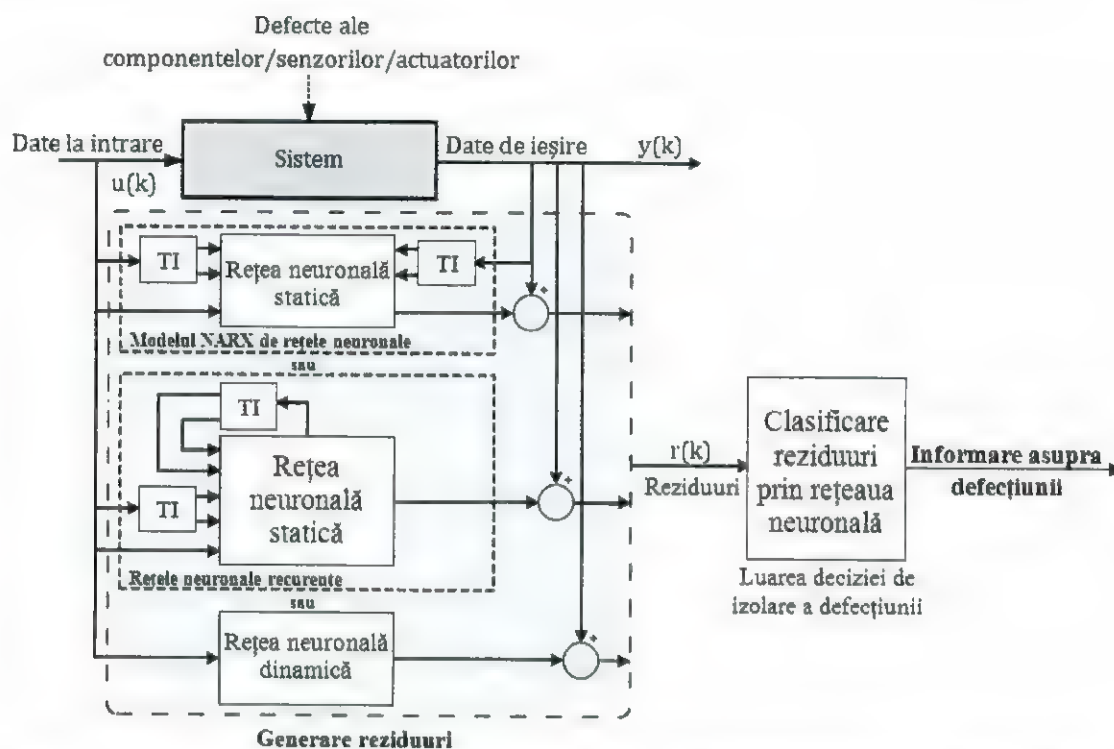 Defecte ale
componentelor/senzorilor/actuatorilor
Date la intrare
Sistem
Date de ieșire
y(k)
u(k)
TI
Rețea neuronală
statică
TI
Modelul NARX de rețele neuronale
sau
TI
Rețea
neuronală
statică
TI
Rețele neuronale recurente
sau
Rețea neuronală
dinamică
Generare reziduuri
r(k)
Reziduuri
Clasificare
reziduuri
prin rețeaua
neuronală
Informare asupra
defecțiunii
Luarea deciziei de
izolare a defecțiunii
+
+
+